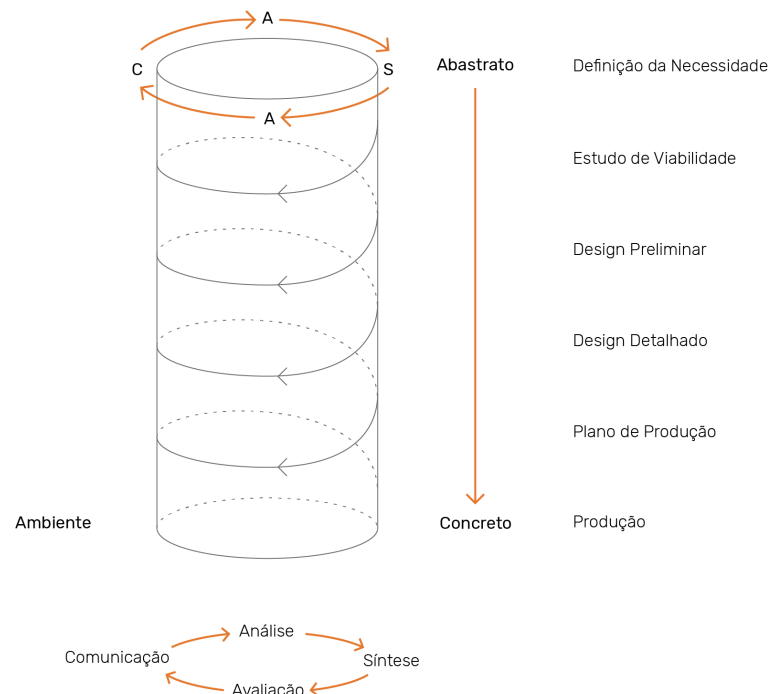 A
C
S
A
Abastrato
Definição da Necessidade
Estudo de Viabilidade
Design Preliminar
Design Detalhado
Plano de Produção
Ambiente
Concreto
Produção
Análise
Comunicação
Síntese
Avaliação